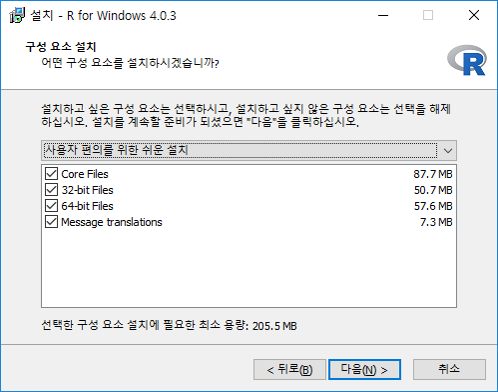 설치 - R for Windows 4.0.3
구성 요소 설치
어떤 구성 요소를 설치하시겠습니까?
R
설치하고 싶은 구성 요소는 선택하시고, 설치하고 싶지 않은 구성 요소는 선택을 해제
하십시오. 설치를 계속할 준비가 되셨으면 "다음"을 클릭하십시오.
사용자 편의를 위한 쉬운 설치
Core Files 87.7 MB
32-bit Files 50.7 MB
64-bit Files 57.6 MB
Message translations 7.3 MB
선택한 구성 요소 설치에 필요한 최소 용량: 205.5 MB
< 뒤로(B) 다음(N) > 취소